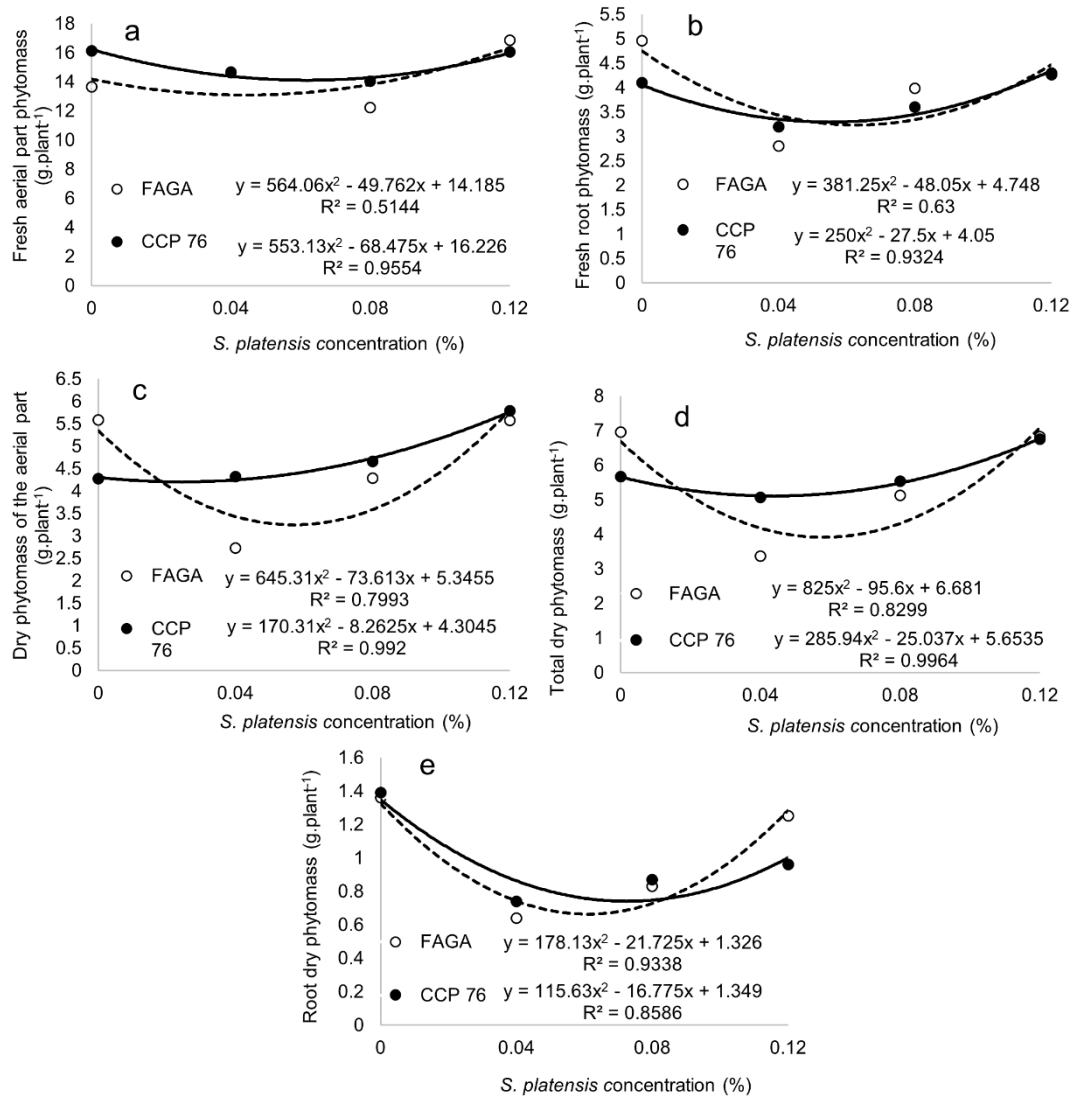 a
Fresh aerial part phytomass
(g.plant⁻¹)
18
16
14
12
10
8
6
4
2
0
FAGA
y = 564.06x² - 49.762x + 14.185
R² = 0.5144
CCP 76
y = 553.13x² - 68.475x + 16.226
R² = 0.9554
0
0.04
0.08
0.12
S. platensis concentration (%)
b
Fresh root phytomass (g.plant⁻¹)
5.5
5
4.5
4
3.5
3
2.5
2
1.5
1
0.5
0
FAGA
y = 381.25x² - 48.05x + 4.748
R² = 0.63
CCP
76
y = 250x² - 27.5x + 4.05
R² = 0.9324
0
0.04
0.08
0.12
S. platensis concentration (%)
c
Dry phytomass of the aerial part
(g.plant⁻¹)
6.5
6
5.5
5
4.5
4
3.5
3
2.5
2
1.5
1
0.5
0
FAGA
y = 645.31x² - 73.613x + 5.3455
R² = 0.7993
CCP
76
y = 170.31x² - 8.2625x + 4.3045
R² = 0.992
0
0.04
0.08
0.12
S. platensis concentration (%)
d
Total dry phytomass (g.plant⁻¹)
8
7
6
5
4
3
2
1
0
FAGA
y = 825x² - 95.6x + 6.681
R² = 0.8299
CCP 76
y = 285.94x² - 25.037x + 5.6535
R² = 0.9964
0
0.04
0.08
0.12
S. platensis concentration (%)
e
Root dry phytomass (g.plant⁻¹)
1.6
1.4
1.2
1
0.8
0.6
0.4
0.2
0
FAGA
y = 178.13x² - 21.725x + 1.326
R² = 0.9338
CCP 76
y = 115.63x² - 16.775x + 1.349
R² = 0.8586
0
0.04
0.08
0.12
S. platensis concentration (%)